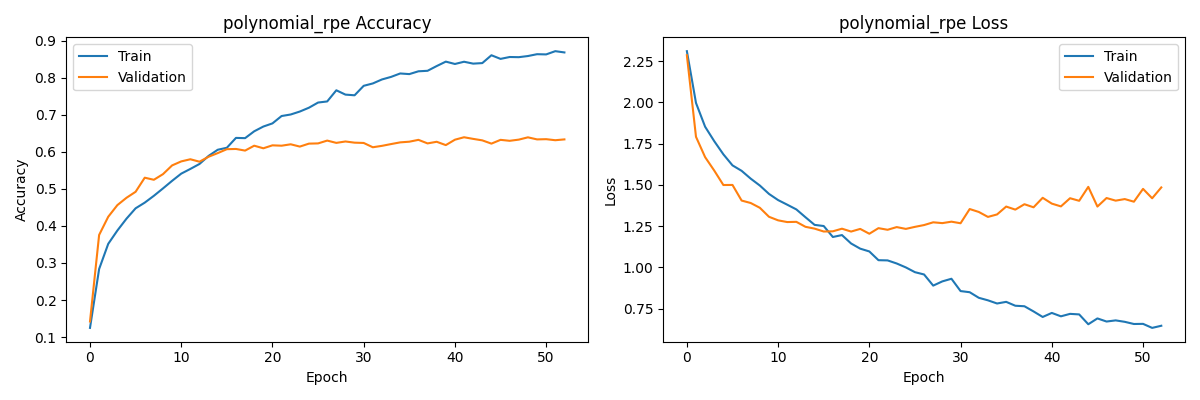 polynomial_rpe Accuracy
Train
Validation
Accuracy
0.9
0.8
0.7
0.6
0.5
0.4
0.3
0.2
0.1
0 10 20 30 40 50
Epoch
polynomial_rpe Loss
Train
Validation
Loss
2.25
2.00
1.75
1.50
1.25
1.00
0.75
0 10 20 30 40 50
Epoch